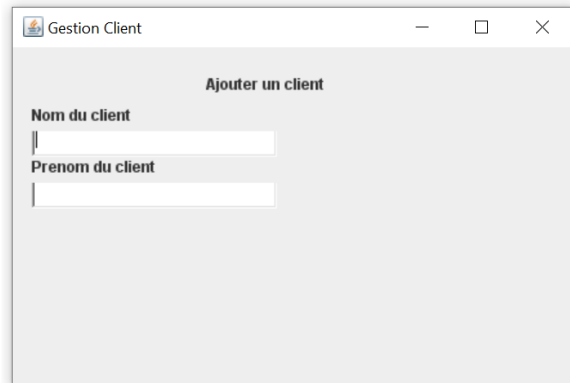 Gestion Client
Ajouter un client
Nom du client
Prenom du client